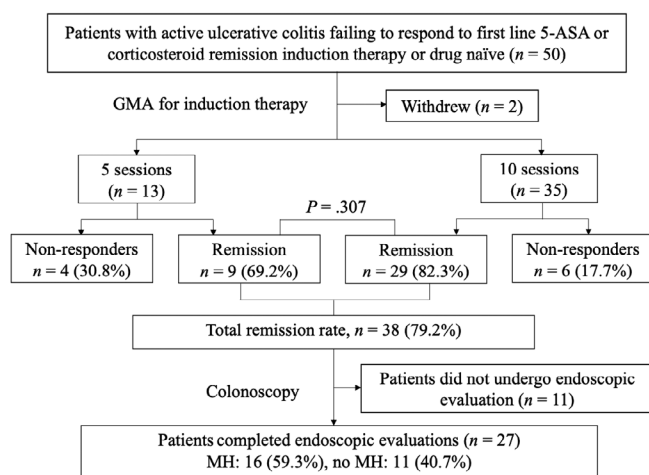 Patients with active ulcerative colitis failing to respond to first line 5-ASA or
corticosteroid remission induction therapy or drug naïve (n = 50)
GMA for induction therapy
Withdrew (n = 2)
5 sessions
(n = 13)
10 sessions
(n = 35)
P = .307
Non-responders
n = 4 (30.8%)
Remission
n = 9 (69.2%)
Remission
n = 29 (82.3%)
Non-responders
n = 6 (17.7%)
Total remission rate, n = 38 (79.2%)
Colonoscopy
Patients did not undergo endoscopic
evaluation (n = 11)
Patients completed endoscopic evaluations (n = 27)
MH: 16 (59.3%), no MH: 11 (40.7%)